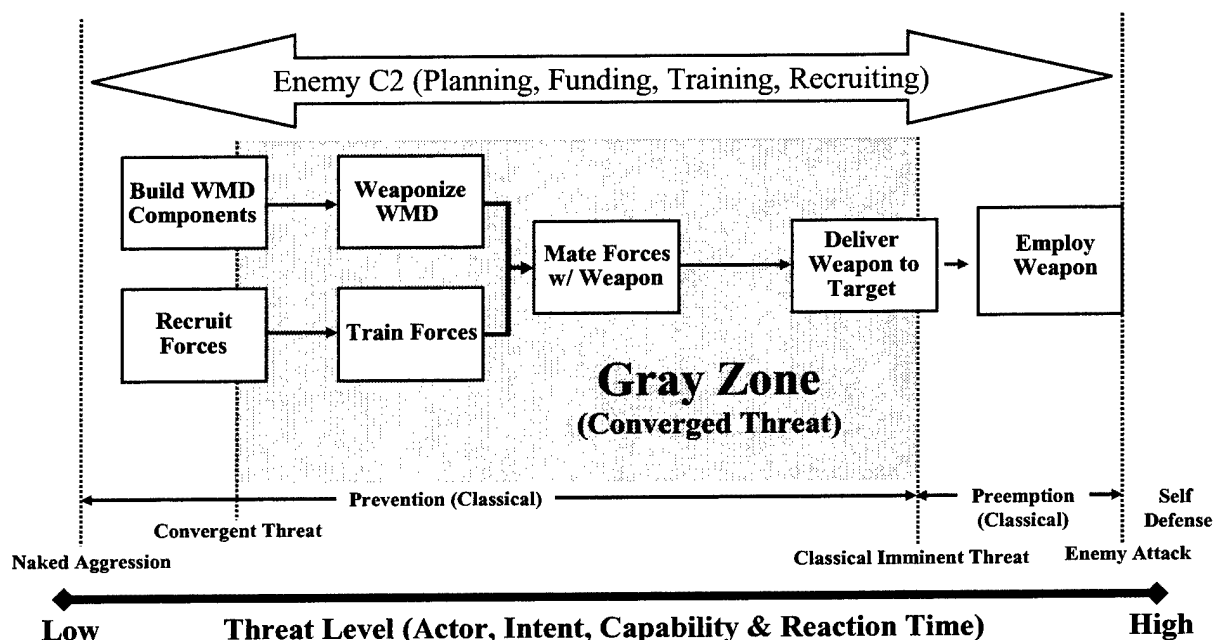 Enemy C2 (Planning, Funding, Training, Recruiting)
Build WMD
Components
Weaponize
WMD
Recruit
Forces
Train Forces
Mate Forces
w/ Weapon
Deliver
Weapon to
Target
Employ
Weapon
Gray Zone
(Converged Threat)
Prevention (Classical)
Preemption
(Classical)
Self
Defense
Convergent Threat
Naked Aggression
Classical Imminent Threat
Enemy Attack
Low
Threat Level (Actor, Intent, Capability & Reaction Time)
High